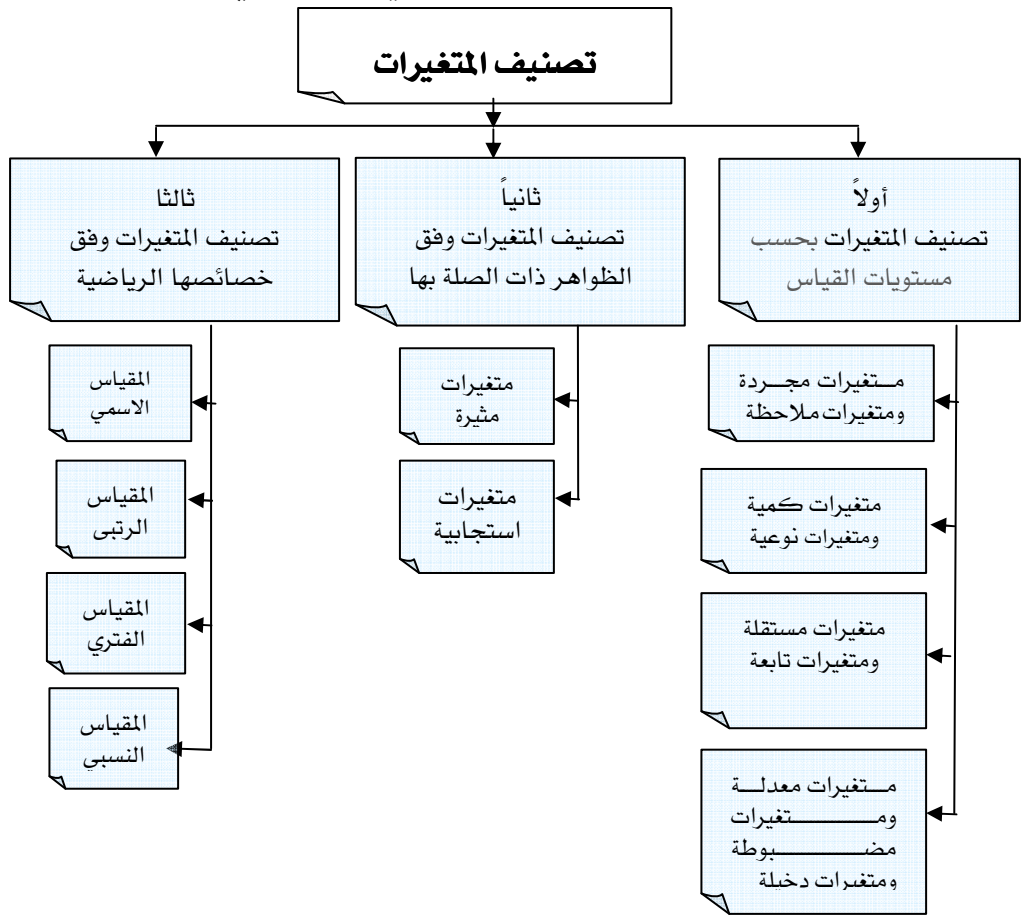 تصنيف المتغيرات
أولاً
تصنيف المتغيرات بحسب
مستويات القياس
متغيرات مجردة
ومتغيرات ملاحظة
متغيرات كمية
ومتغيرات نوعية
متغيرات مستقلة
ومتغيرات تابعة
متغيرات معدلة
ومتغيرات
مضبوطة
ومتغيرات دخيلة
ثانياً
تصنيف المتغيرات وفق
الظواهر ذات الصلة بها
متغيرات
مثيرة
متغيرات
استجابية
ثالثا
تصنيف المتغيرات وفق
خصائصها الرياضية
المقياس
الاسمي
المقياس
الرتبى
المقياس
الفتري
المقياس
النسبي